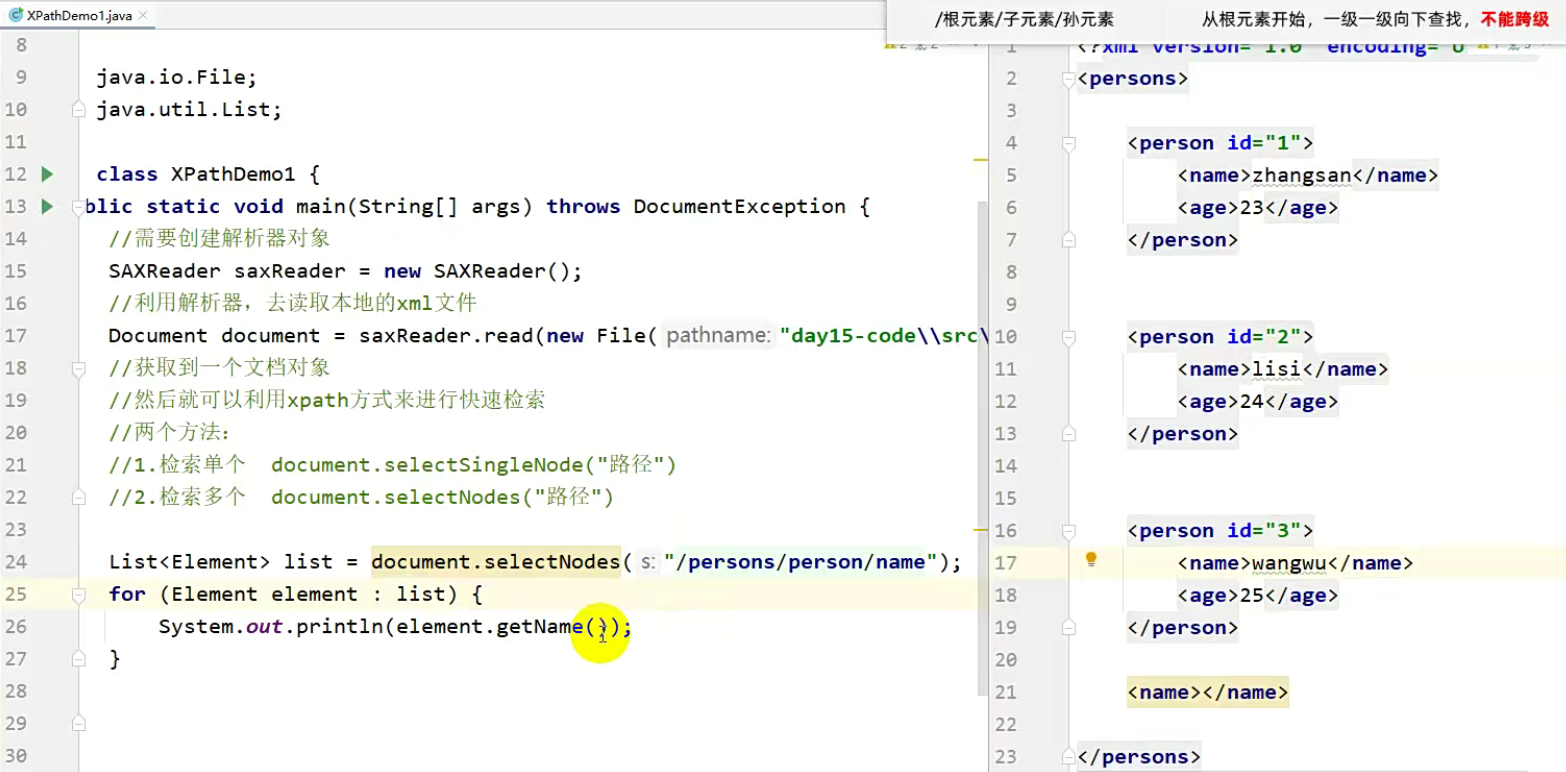 XPathDemo1.java
/根元素/子元素/孙元素 从根元素开始，一级一级向下查找，不能跨级
8
9 java.io.File;
10 java.util.List;
11
12 class XPathDemo1 {
13 blic static void main(String[] args) throws DocumentException {
14 //需要创建解析器对象
15 SAXReader saxReader = new SAXReader();
16 //利用解析器，去读取本地的xml文件
17 Document document = saxReader.read(new File( pathname: "day15-code\\src\
18 //获取到一个文档对象
19 //然后就可以利用xpath方式来进行快速检索
20 //两个方法：
21 //1.检索单个 document.selectSingleNode("路径")
22 //2.检索多个 document.selectNodes("路径")
23
24 List<Element> list = document.selectNodes( s: "/persons/person/name");
25 for (Element element : list) {
26 System.out.println(element.getName());
27 }
28
29
30
1 <?xml version="1.0" encoding="U
2 <persons>
3
4 <person id="1">
5 <name>zhangsan</name>
6 <age>23</age>
7 </person>
8
9
10 <person id="2">
11 <name>lisi</name>
12 <age>24</age>
13 </person>
14
15
16 <person id="3">
17 <name>wangwu</name>
18 <age>25</age>
19 </person>
20
21 <name></name>
22
23 </persons>